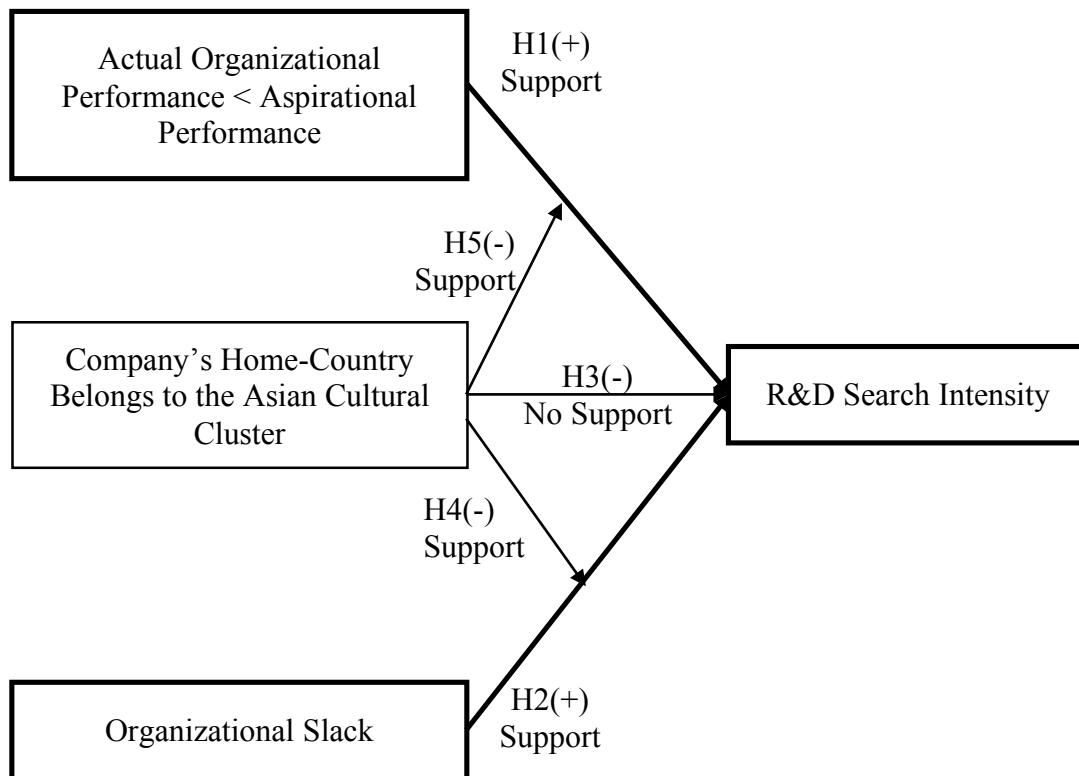 Actual Organizational
Performance < Aspirational
Performance
H1(+)
Support
H5(-)
Support
Company’s Home-Country
Belongs to the Asian Cultural
Cluster
H3(-)
No Support
R&D Search Intensity
H4(-)
Support
Organizational Slack
H2(+)
Support